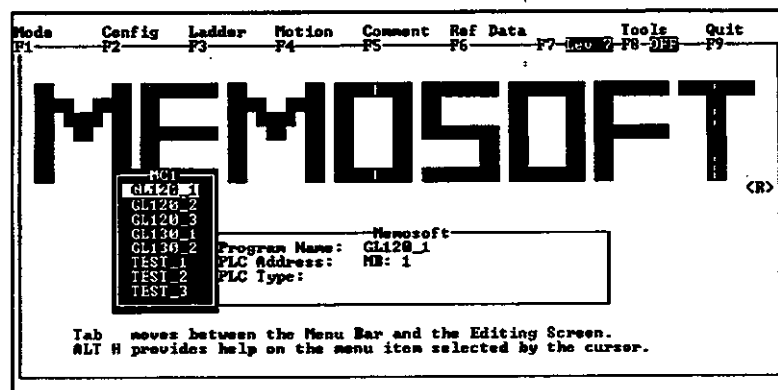 Mode Config Ladder Motion Comment Ref Data Tools Quit
F1 F2 F3 F4 F5 F6 F7 Lev 7 F8 OFF F9
MEMOSOFT
<R>
MC1
GL120_1
GL120_2
GL120_3
GL130_1
GL130_2
TEST_1
TEST_2
TEST_3
Memosoft
Program Name: GL120_1
PLC Address: MB: 1
PLC Type:
Tab moves between the Menu Bar and the Editing Screen.
ALT H provides help on the menu item selected by the cursor.